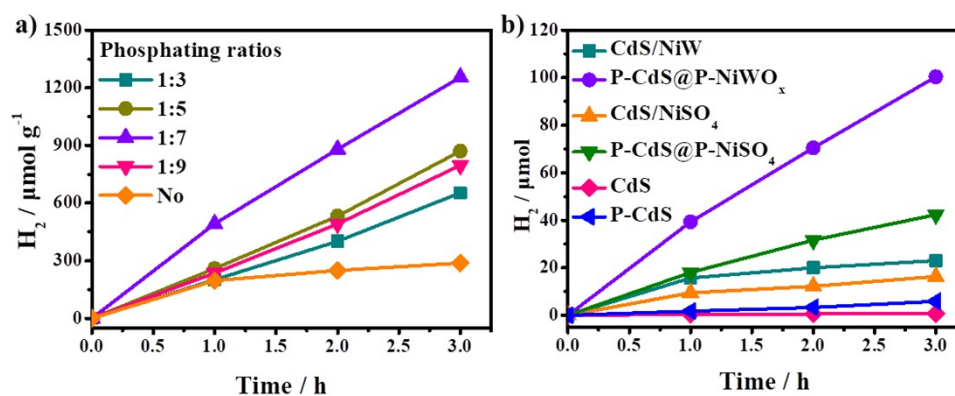 a)
Phosphating ratios
1:3
1:5
1:7
1:9
No
H₂ / μmol g⁻¹
1500
1200
900
600
300
0
0.0 0.5 1.0 1.5 2.0 2.5 3.0
Time / h
b)
CdS/NiW
P-CdS@P-NiWOₓ
CdS/NiSO₄
P-CdS@P-NiSO₄
CdS
P-CdS
H₂ / μmol
120
100
80
60
40
20
0
0.0 0.5 1.0 1.5 2.0 2.5 3.0
Time / h